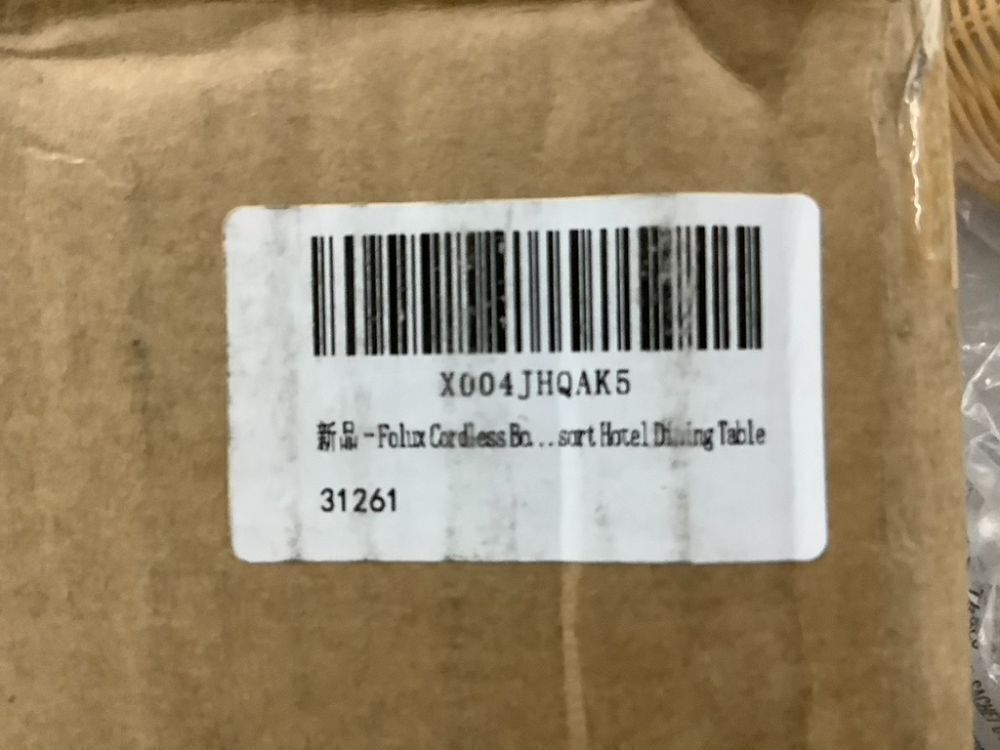 X004JHQAK5
新品-Folux Cordless Bo...sort Hotel Dining Table
31261